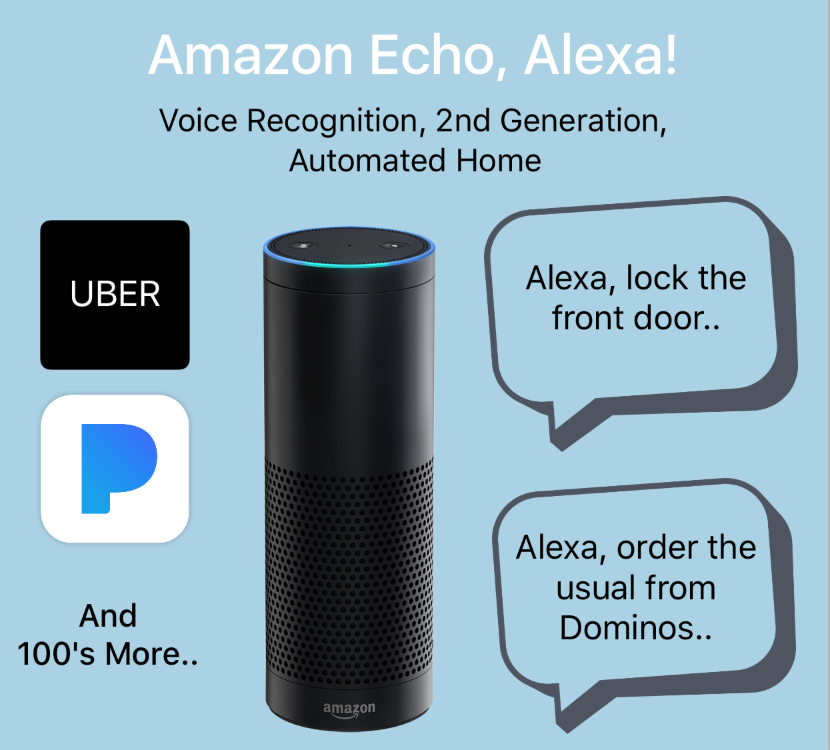 Amazon Echo, Alexa!
Voice Recognition, 2nd Generation,
Automated Home
UBER
And
100's More..
amazon
Alexa, lock the
front door..
Alexa, order the
usual from
Dominos..